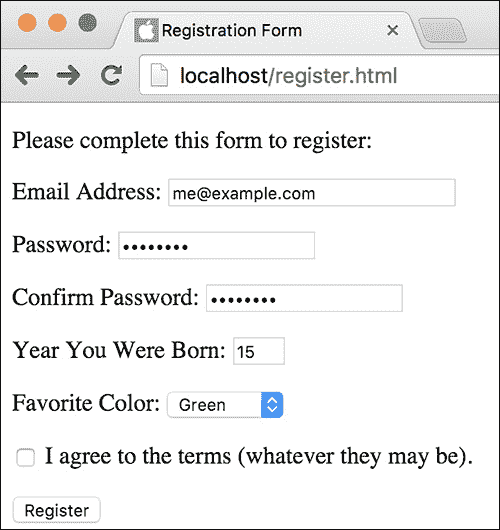 Registration Form
localhost/register.html
Please complete this form to register:
Email Address: me@example.com
Password: ••••••••
Confirm Password: ••••••••
Year You Were Born: 15
Favorite Color: Green
I agree to the terms (whatever they may be).
Register